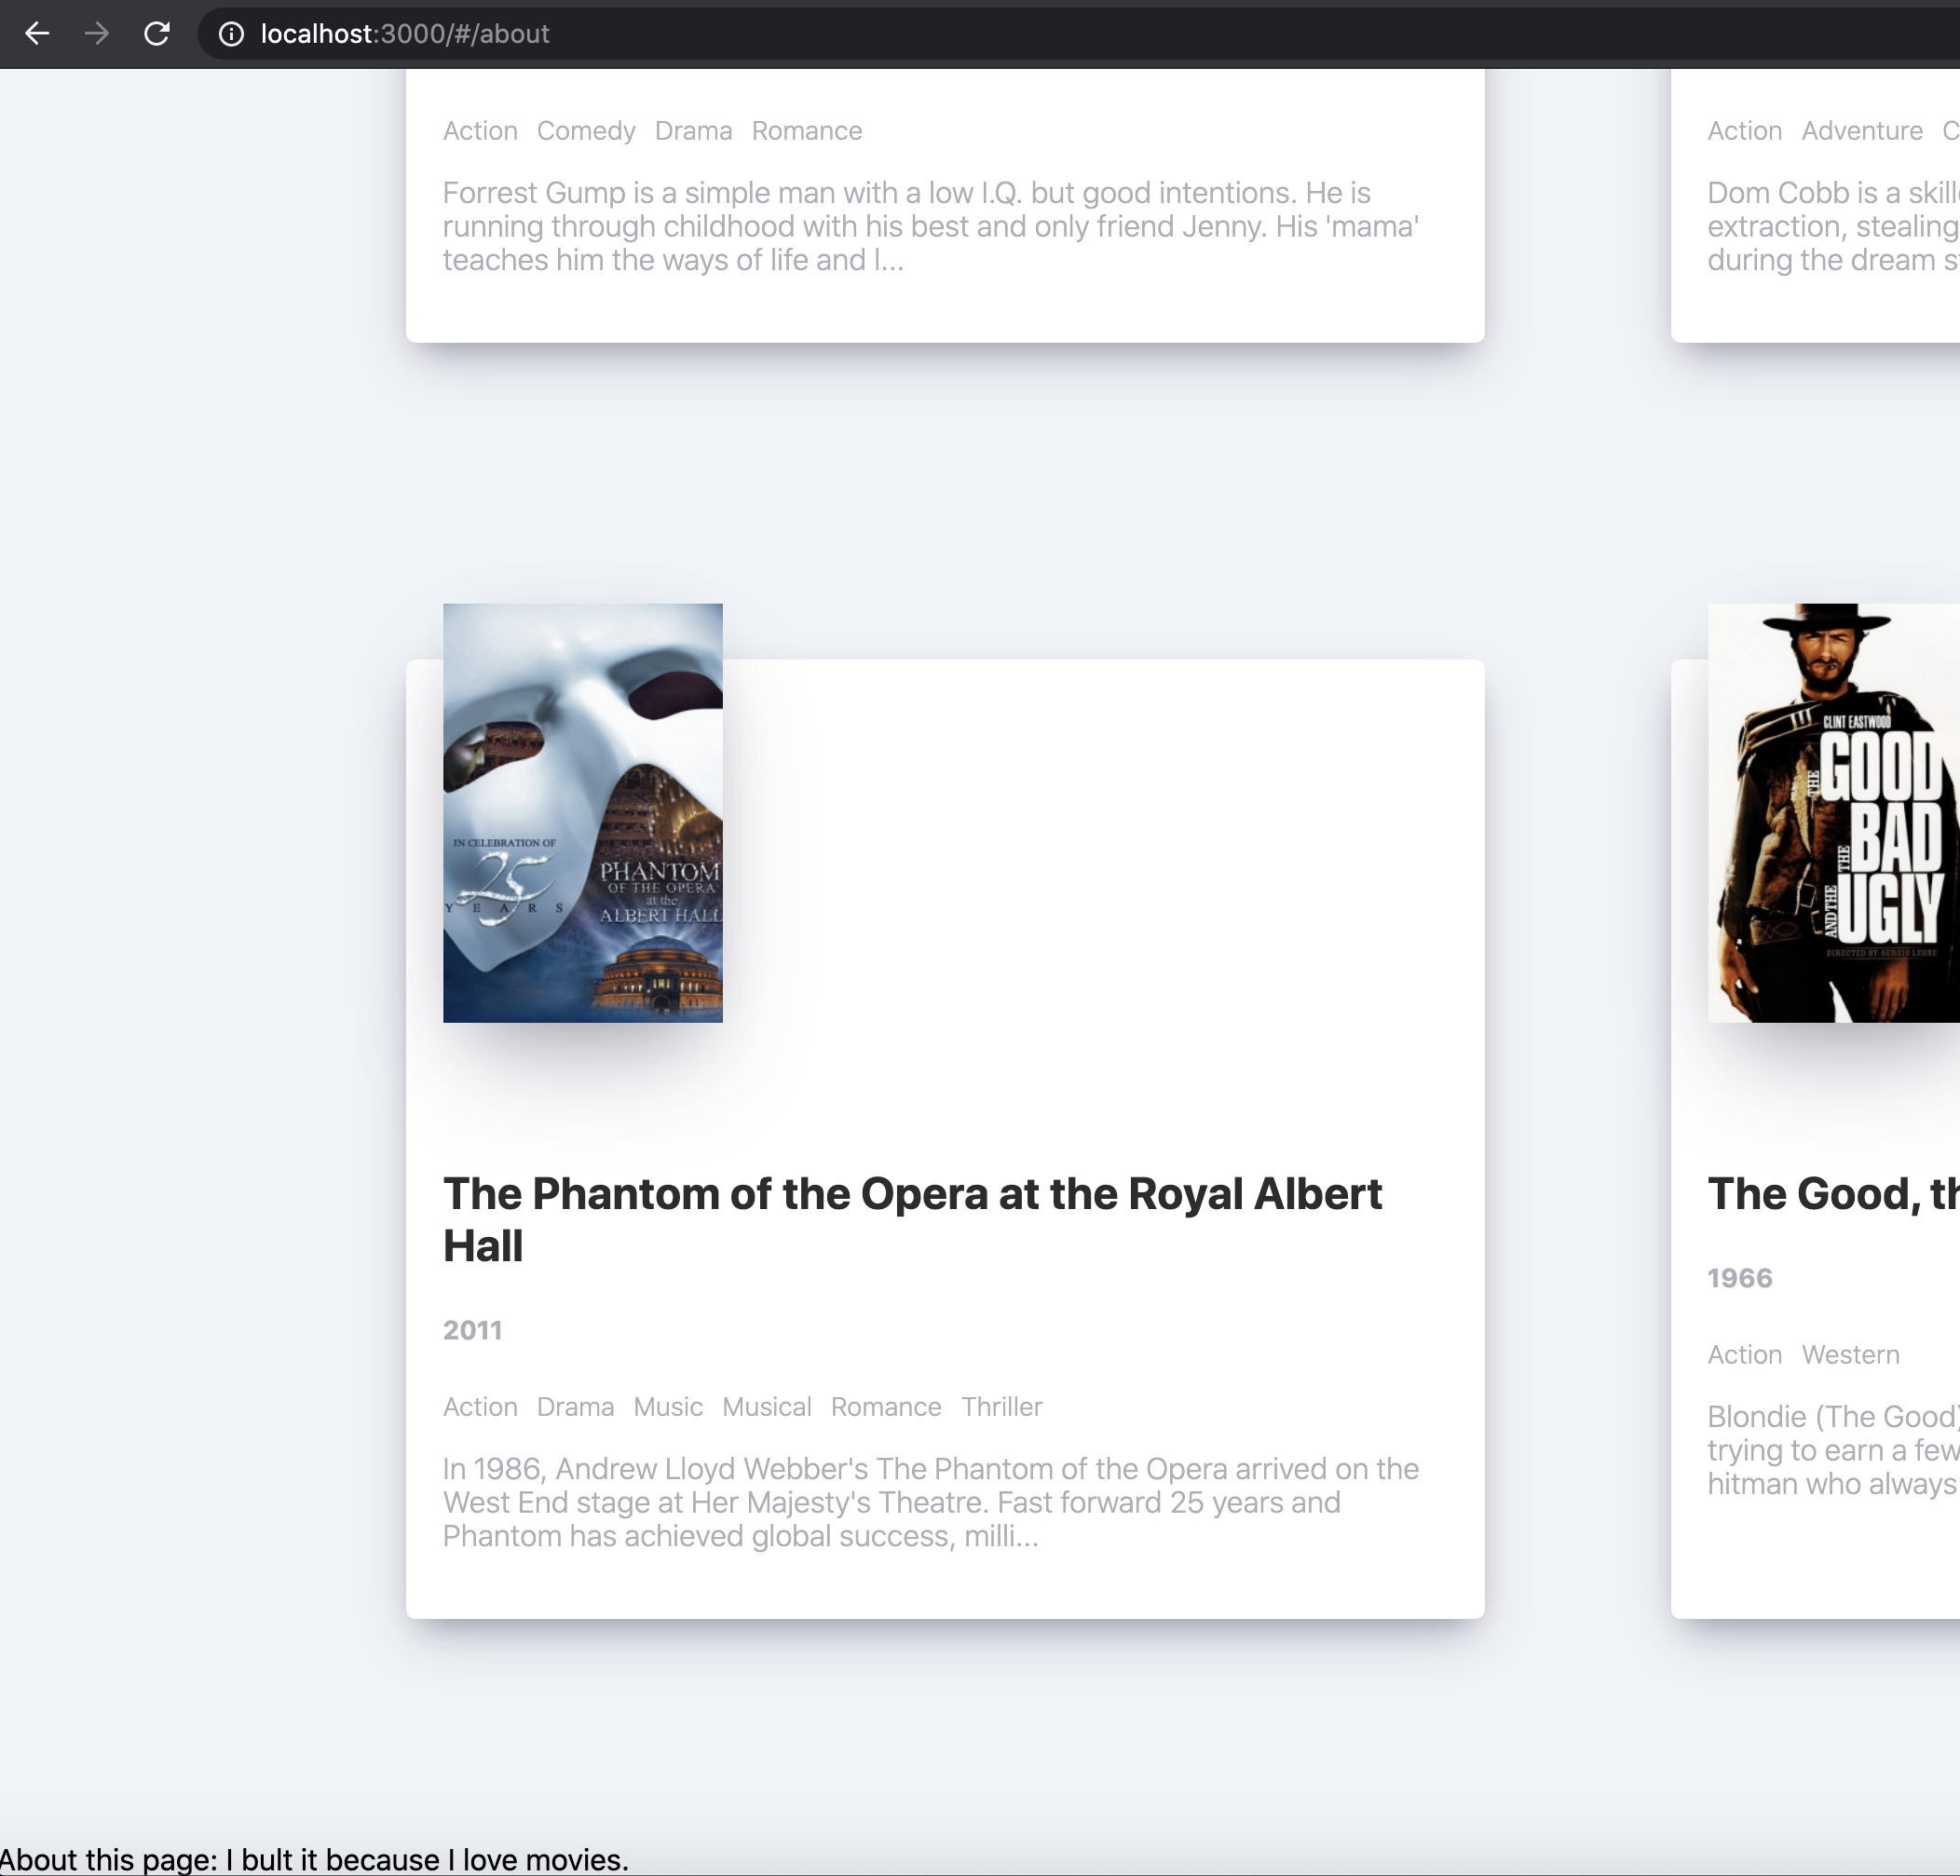 localhost:3000/#/about
Action Comedy Drama Romance
Forrest Gump is a simple man with a low I.Q. but good intentions. He is
running through childhood with his best and only friend Jenny. His 'mama'
teaches him the ways of life and l...
Action Adventure C
Dom Cobb is a skill
extraction, stealing
during the dream s
IN CELEBRATION OF
25
YEARS
PHANTOM
OF THE OPERA
at the
ALBERT HALL
The Phantom of the Opera at the Royal Albert
Hall
2011
Action Drama Music Musical Romance Thriller
In 1986, Andrew Lloyd Webber's The Phantom of the Opera arrived on the
West End stage at Her Majesty's Theatre. Fast forward 25 years and
Phantom has achieved global success, milli...
CLINT EASTWOOD
THE GOOD
THE BAD
AND THE UGLY
DIRECTED BY SERGIO LEONE
The Good, th
1966
Action Western
Blondie (The Good)
trying to earn a few
hitman who always
About this page: I bult it because I love movies.